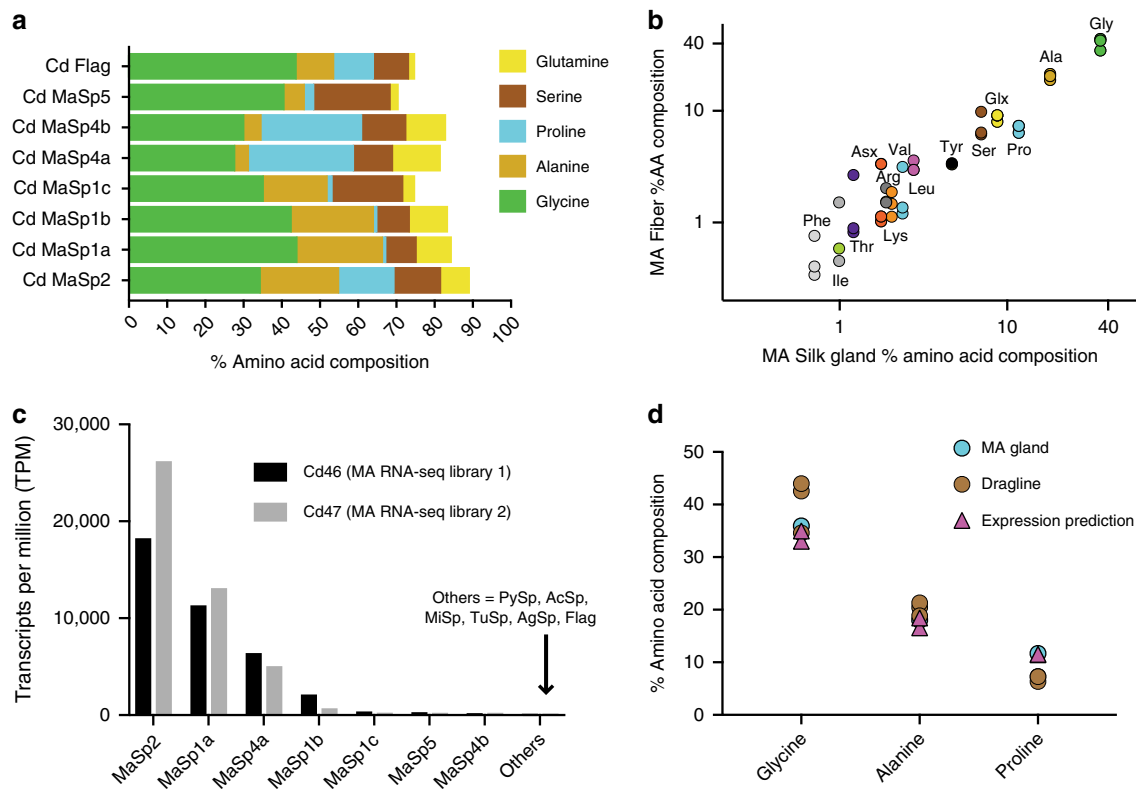 a
Cd Flag
Cd MaSp5
Cd MaSp4b
Cd MaSp4a
Cd MaSp1c
Cd MaSp1b
Cd MaSp1a
Cd MaSp2
0 10 20 30 40 50 60 70 80 90 100
% Amino acid composition
Glutamine
Serine
Proline
Alanine
Glycine
b
MA Fiber %AA composition
40
10
1
Gly
Ala
Glx
Ser
Pro
Tyr
Asx
Val
Arg
Leu
Phe
Thr
Lys
Ile
1 10 40
MA Silk gland % amino acid composition
c
Transcripts per million (TPM)
30,000
20,000
10,000
0
Cd46 (MA RNA-seq library 1)
Cd47 (MA RNA-seq library 2)
Others = PySp, AcSp,
MiSp, TuSp, AgSp, Flag
MaSp2
MaSp1a
MaSp4a
MaSp1b
MaSp1c
MaSp5
MaSp4b
Others
d
% Amino acid composition
50
40
30
20
10
0
MA gland
Dragline
Expression prediction
Glycine
Alanine
Proline